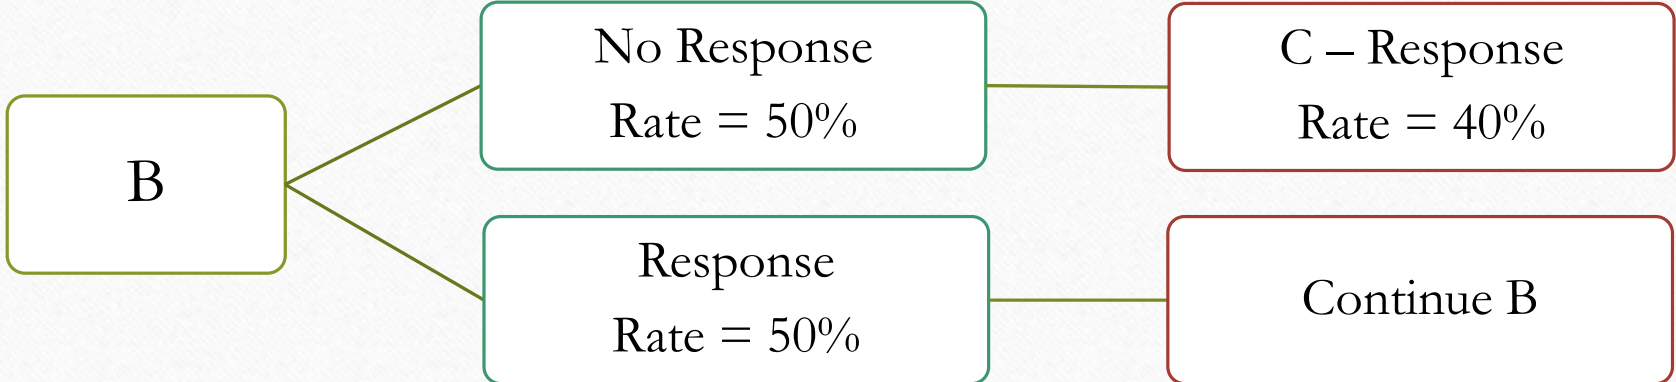 B
No Response
Rate = 50%
C – Response
Rate = 40%
Response
Rate = 50%
Continue B